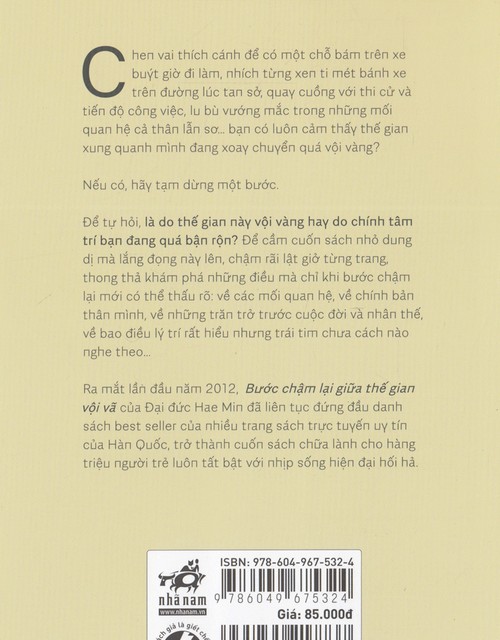 Chen vai thích cánh để có một chỗ bám trên xe
buýt giờ đi làm, nhích từng xen ti mét bánh xe
trên đường lúc tan sở, quay cuồng với thi cử và
tiến độ công việc, lu bù vướng mắc trong những mối
quan hệ cả thân lẫn sơ... bạn có luôn cảm thấy thế gian
xung quanh mình đang xoay chuyển quá vội vàng?
Nếu có, hãy tạm dừng một bước.
Để tự hỏi, là do thế gian này vội vàng hay do chính tâm
trí bạn đang quá bận rộn? Để cầm cuốn sách nhỏ dung
dị mà lắng đọng này lên, chậm rãi lật giở từng trang,
thong thả khám phá những điều mà chỉ khi bước chậm
lại mới có thể thấu rõ: về các mối quan hệ, về chính bản
thân mình, về những trăn trở trước cuộc đời và nhân thế,
về bao điều lý trí rất hiểu nhưng trái tim chưa cách nào
nghe theo...
Ra mắt lần đầu năm 2012, Bước chậm lại giữa thế gian
vội vã của Đại đức Hae Min đã liên tục đứng đầu danh
sách best seller của nhiều trang sách trực tuyến uy tín
của Hàn Quốc, trở thành cuốn sách chữa lành cho hàng
triệu người trẻ luôn tất bật với nhịp sống hiện đại hối hả.
nhã nam
www.nhanam.vn
ISBN: 978-604-967-532-4
9 786049 675324
Giá: 85.000đ
sách giả là giết chết